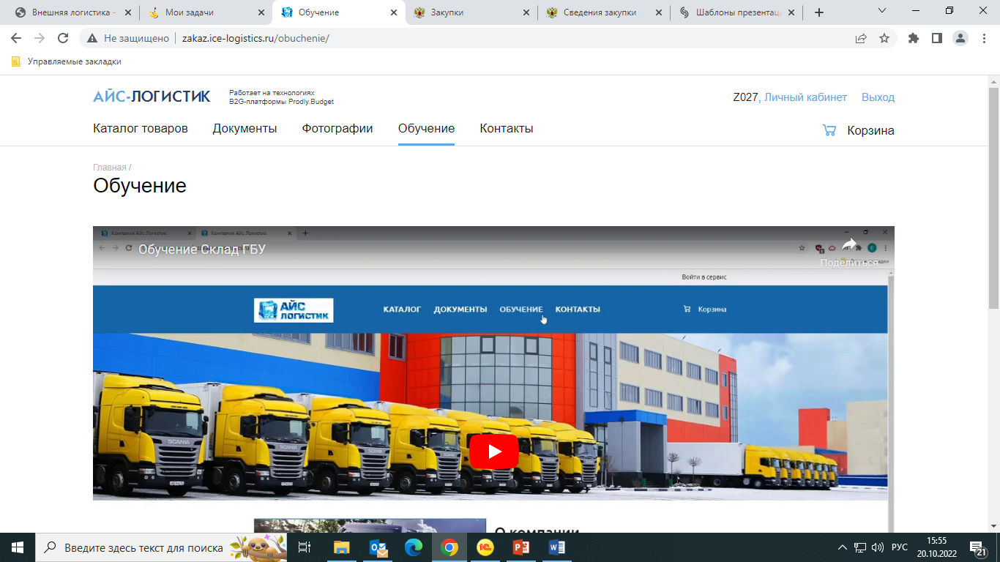 Внешняя логистика -
Мои задачи
Обучение
Закупки
Сведения закупки
Шаблоны презентац
Не защищено
zakaz.ice-logistics.ru/obuchenie/
Управляемые закладки
АЙС-ЛОГИСТИК
Работает на технологиях
B2G-платформы Prodly.Budget
Z027, Личный кабинет
Выход
Каталог товаров
Документы
Фотографии
Обучение
Контакты
Корзина
Главная /
Обучение
Компания Айс Логистик
Компания Айс Логистик
Обучение Склад ГБУ
Поделиться
Войти в сервис
АЙС
ЛОГИСТИК
КАТАЛОГ
ДОКУМЕНТЫ
ОБУЧЕНИЕ
КОНТАКТЫ
Корзина
SCANIA
SCANIA
О компании
Введите здесь текст для поиска
РУС
15:55
20.10.2022
21